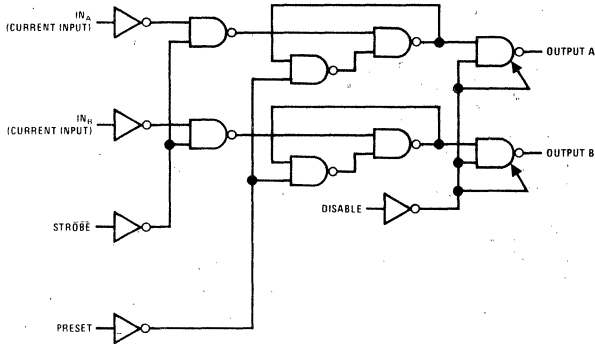 IN_A
(CURRENT INPUT)
OUTPUT A
IN_B
(CURRENT INPUT)
OUTPUT B
DISABLE
STROBE
PRESET